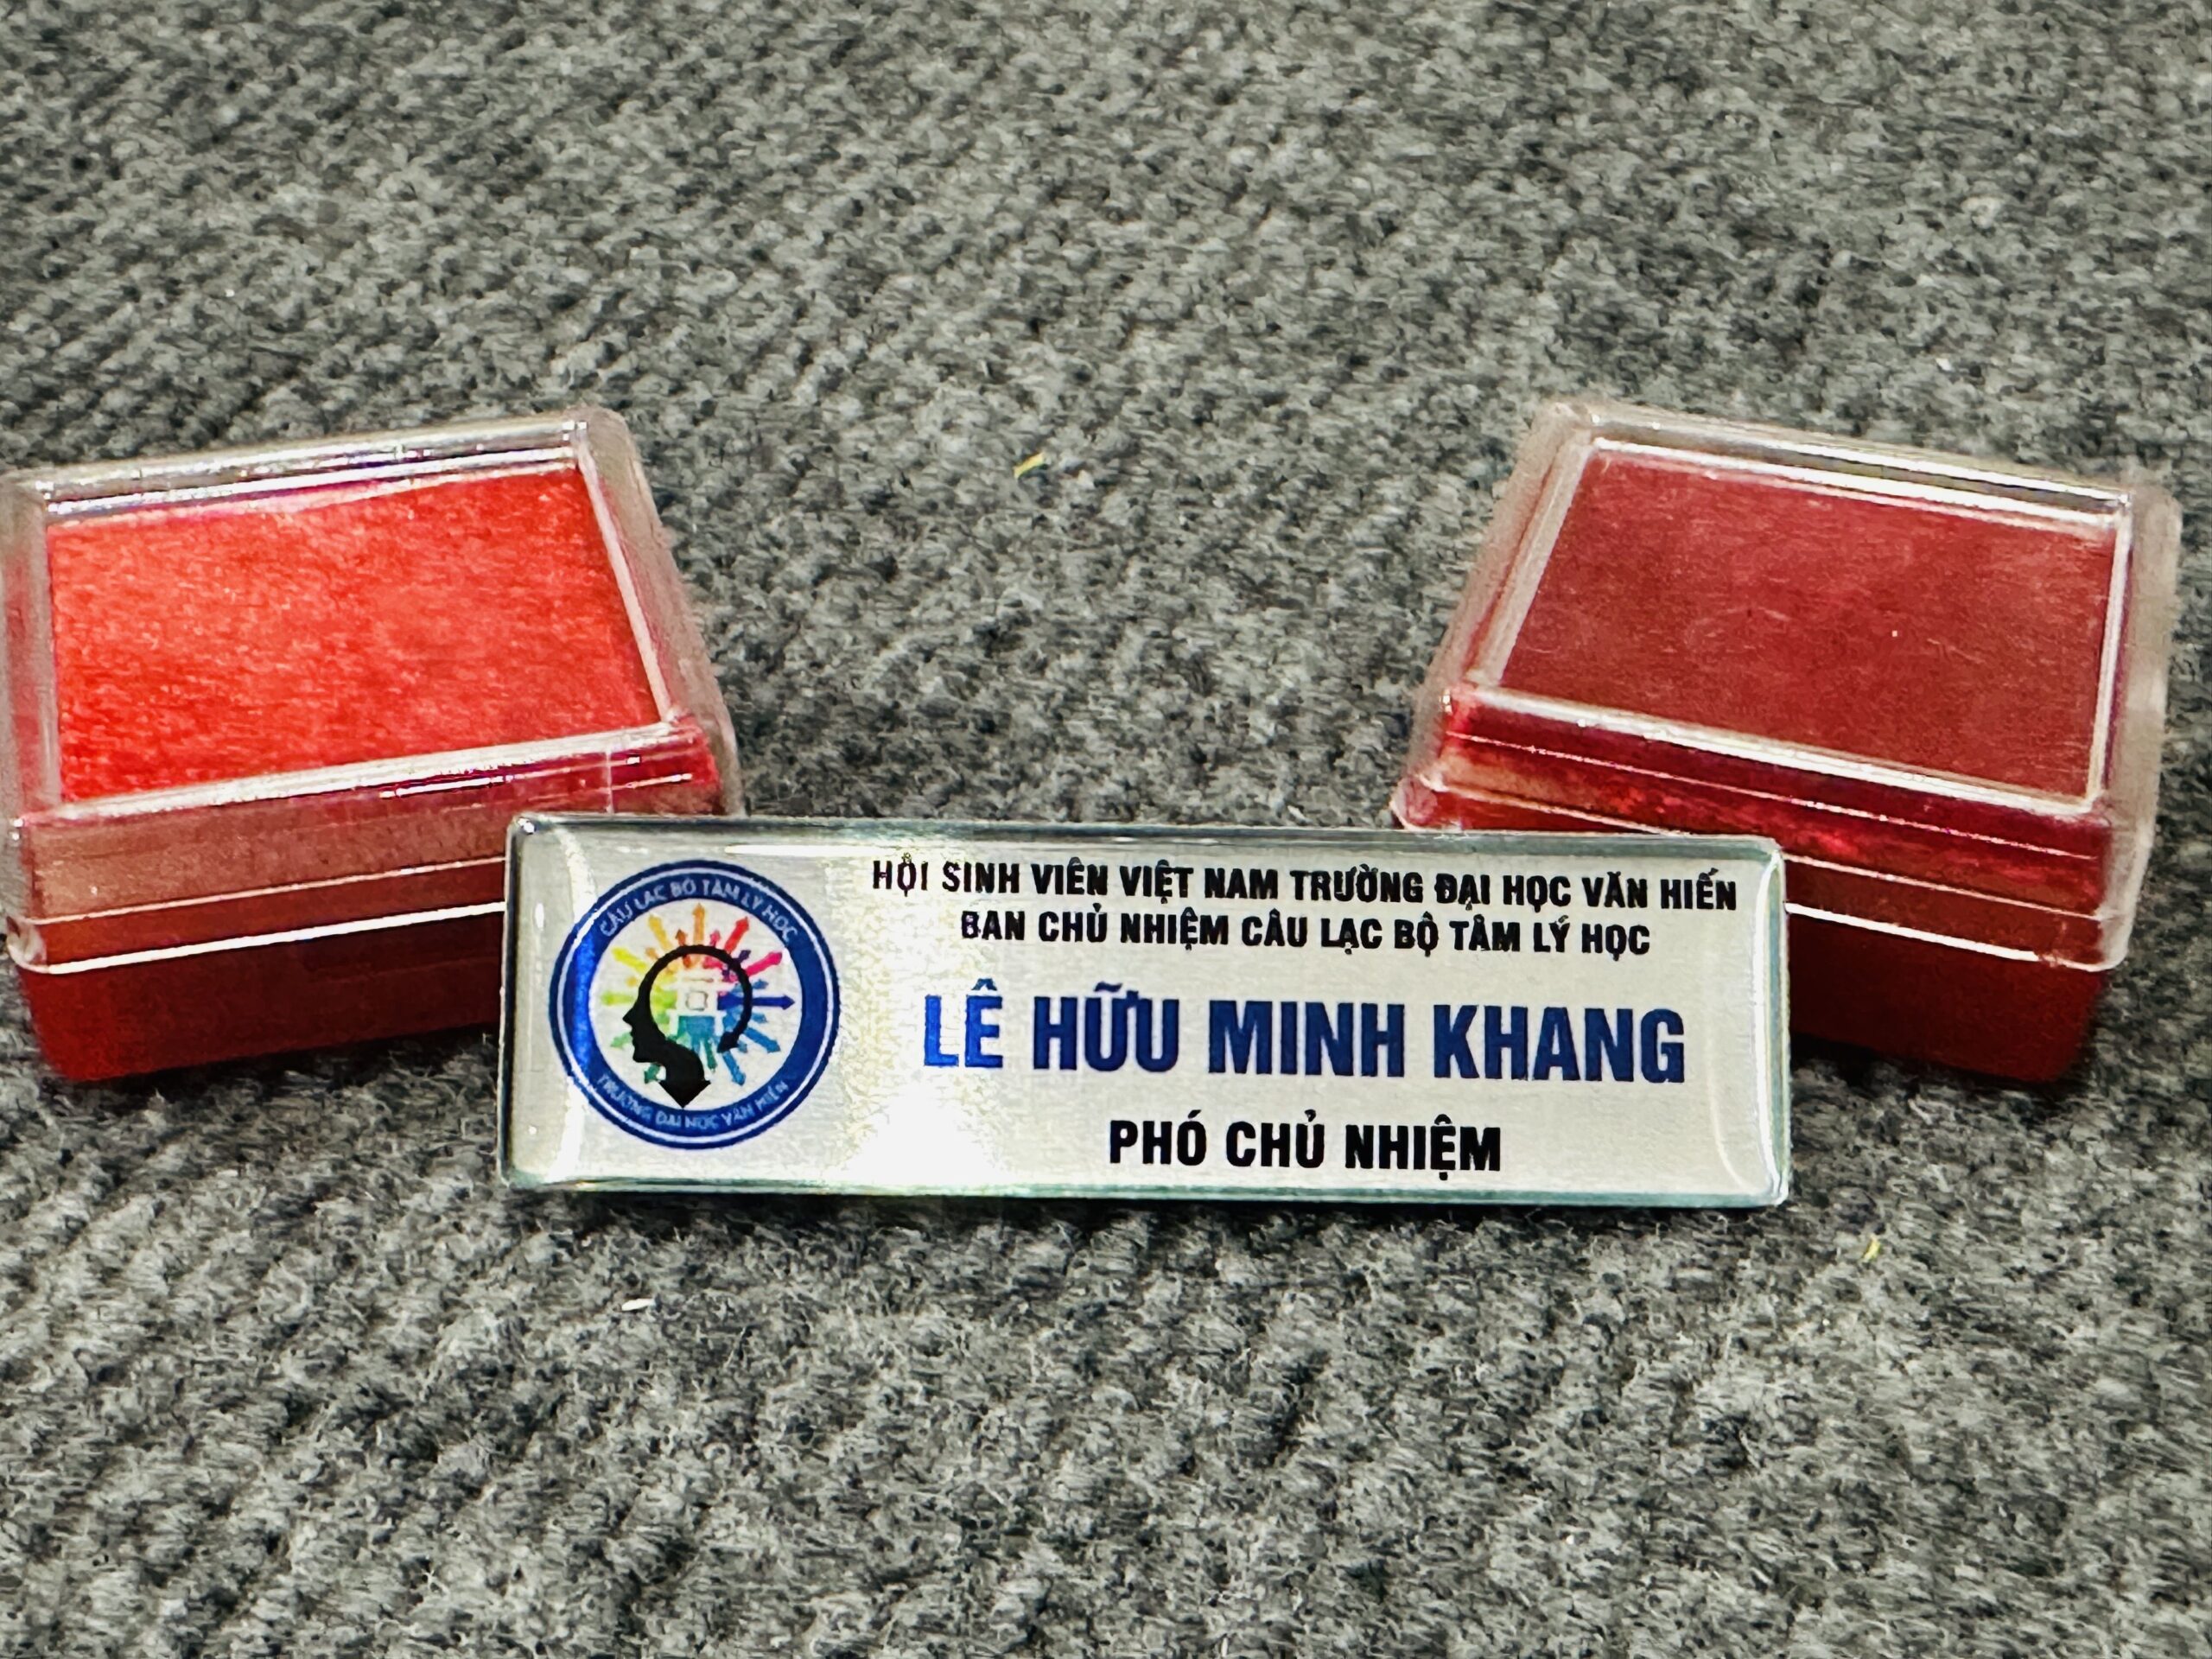 CÂU LẠC BỘ TÂM LÝ HỌC
TRƯỜNG ĐẠI HỌC VĂN HIẾN
HỘI SINH VIÊN VIỆT NAM TRƯỜNG ĐẠI HỌC VĂN HIẾN
BAN CHỦ NHIỆM CÂU LẠC BỘ TÂM LÝ HỌC
LÊ HỮU MINH KHANG
PHÓ CHỦ NHIỆM